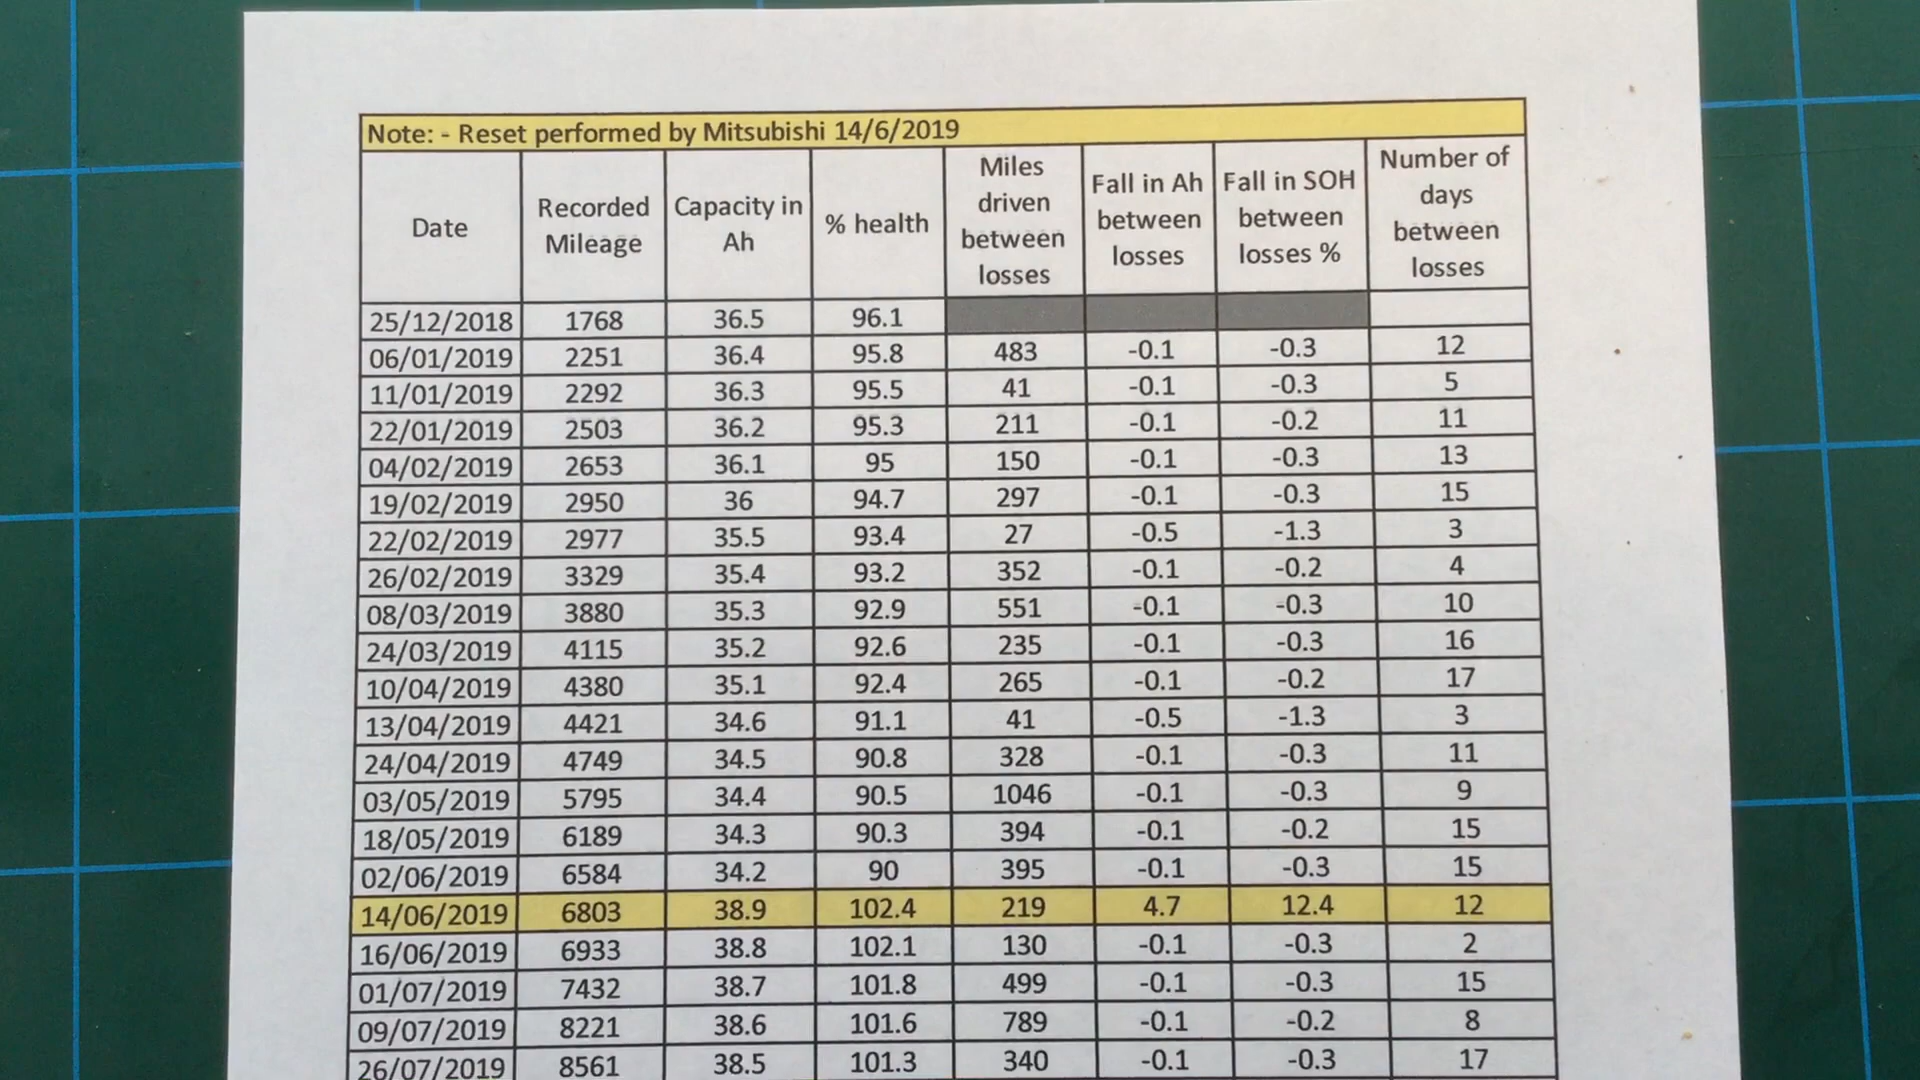 Note: - Reset performed by Mitsubishi 14/6/2019
Date Recorded Mileage Capacity in Ah % health Miles driven between losses Fall in Ah between losses Fall in SOH between losses % Number of days between losses
25/12/2018 1768 36.5 96.1
06/01/2019 2251 36.4 95.8 483 -0.1 -0.3 12
11/01/2019 2292 36.3 95.5 41 -0.1 -0.3 5
22/01/2019 2503 36.2 95.3 211 -0.1 -0.2 11
04/02/2019 2653 36.1 95 150 -0.1 -0.3 13
19/02/2019 2950 36 94.7 297 -0.1 -0.3 15
22/02/2019 2977 35.5 93.4 27 -0.5 -1.3 3
26/02/2019 3329 35.4 93.2 352 -0.1 -0.2 4
08/03/2019 3880 35.3 92.9 551 -0.1 -0.3 10
24/03/2019 4115 35.2 92.6 235 -0.1 -0.3 16
10/04/2019 4380 35.1 92.4 265 -0.1 -0.2 17
13/04/2019 4421 34.6 91.1 41 -0.5 -1.3 3
24/04/2019 4749 34.5 90.8 328 -0.1 -0.3 11
03/05/2019 5795 34.4 90.5 1046 -0.1 -0.3 9
18/05/2019 6189 34.3 90.3 394 -0.1 -0.2 15
02/06/2019 6584 34.2 90 395 -0.1 -0.3 15
14/06/2019 6803 38.9 102.4 219 4.7 12.4 12
16/06/2019 6933 38.8 102.1 130 -0.1 -0.3 2
01/07/2019 7432 38.7 101.8 499 -0.1 -0.3 15
09/07/2019 8221 38.6 101.6 789 -0.1 -0.2 8
26/07/2019 8561 38.5 101.3 340 -0.1 -0.3 17